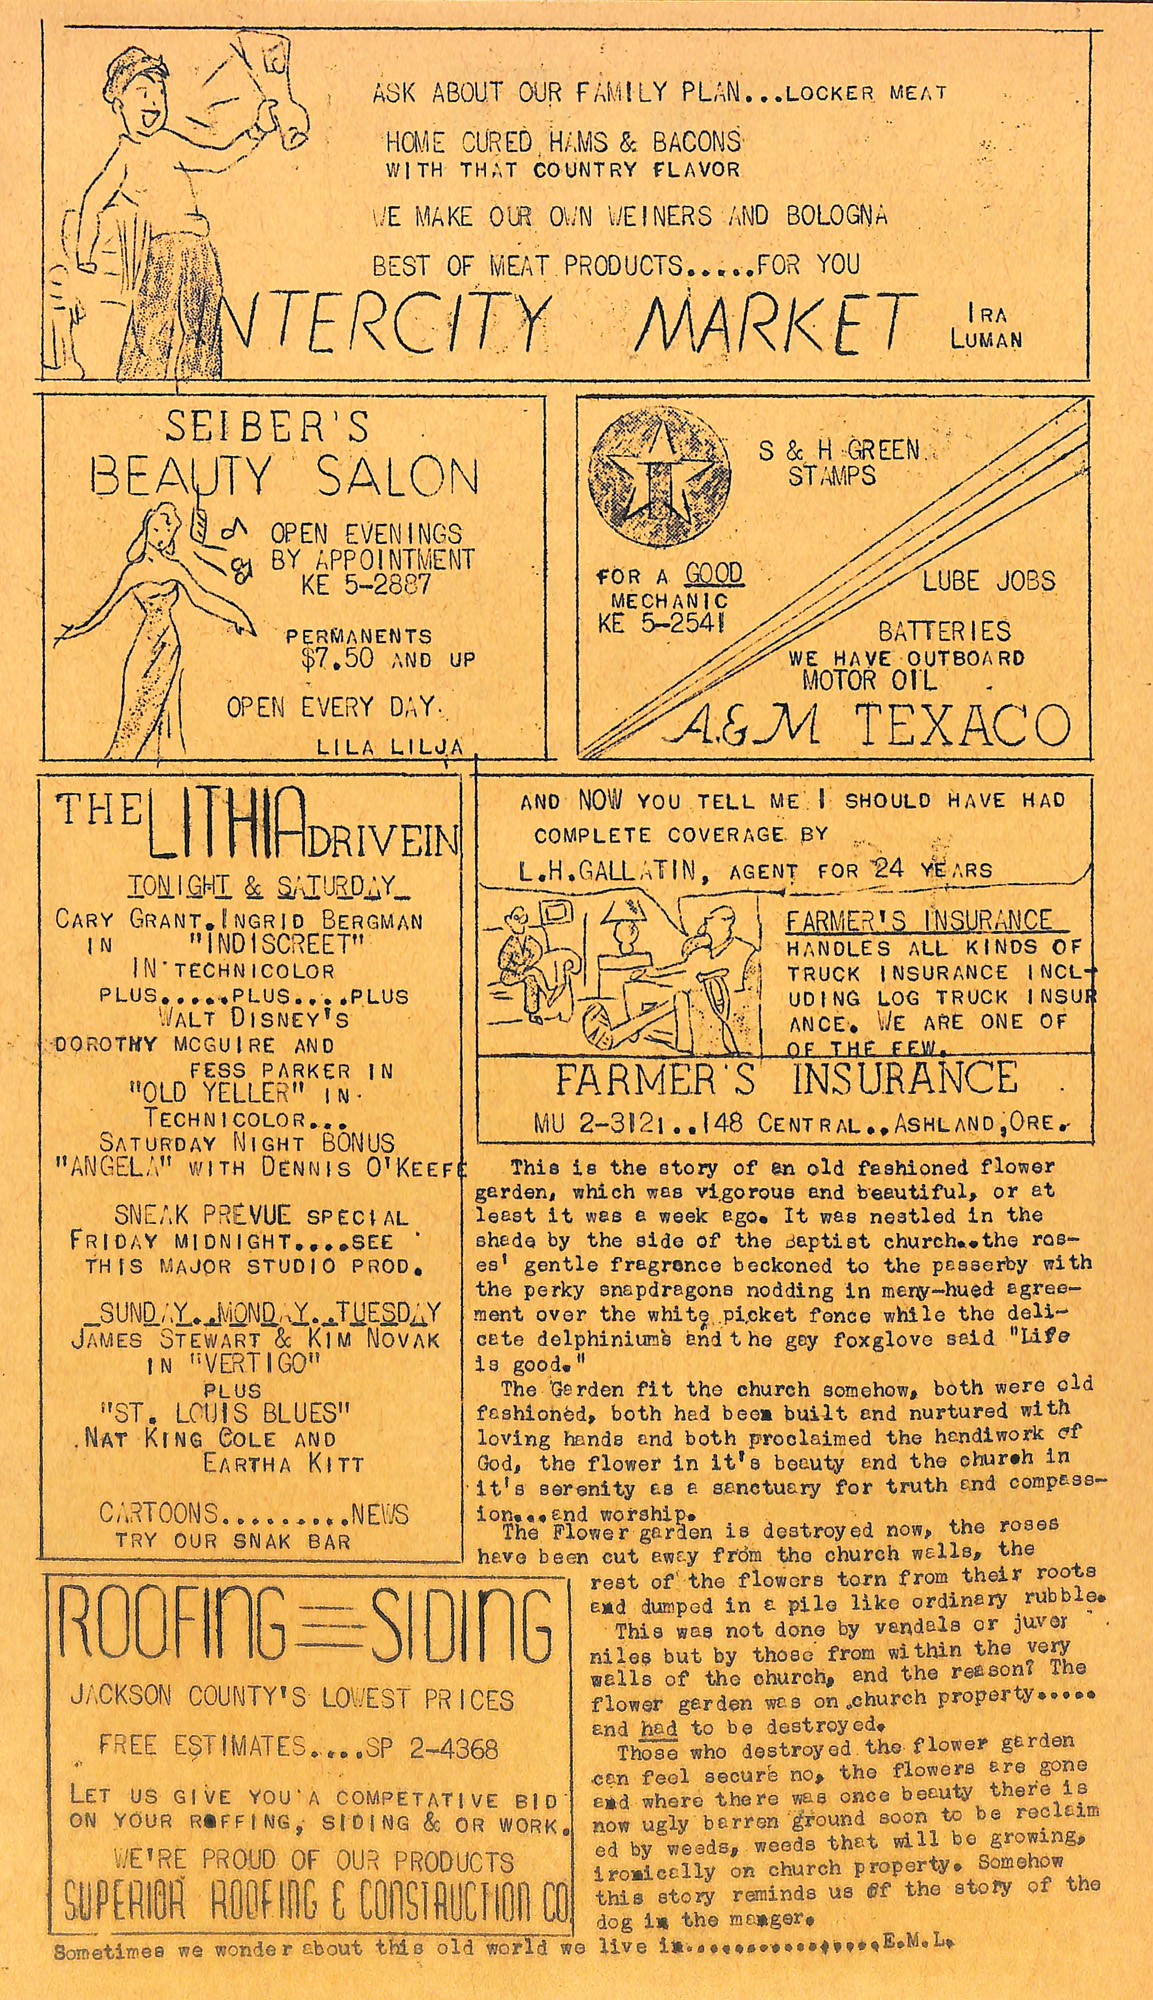 ASK ABOUT OUR FAMILY PLAN...LOCKER MEAT
HOME CURED HAMS & BACONS
WITH THAT COUNTRY FLAVOR
WE MAKE OUR OWN WEINERS AND BOLOGNA
BEST OF MEAT PRODUCTS.....FOR YOU
INTERCITY MARKET
IRA
LUMAN
SEIBER'S
BEAUTY SALON
OPEN EVENINGS
BY APPOINTMENT
KE 5-2887
PERMANENTS
$7.50 AND UP
OPEN EVERY DAY.
LILA LILJA
T
S & H GREEN
STAMPS
FOR A GOOD
MECHANIC
KE 5-2541
LUBE JOBS
BATTERIES
WE HAVE OUTBOARD
MOTOR OIL
A.&M TEXACO
THE LITHIA DRIVEIN
TONIGHT & SATURDAY
CARY GRANT.INGRID BERGMAN
IN "INDISCREET"
IN TECHNICOLOR
PLUS.....PLUS....PLUS
WALT DISNEY'S
DOROTHY MCGUIRE AND
FESS PARKER IN
"OLD YELLER" IN
TECHNICOLOR...
SATURDAY NIGHT BONUS
"ANGELA" WITH DENNIS O'KEEFE
SNEAK PREVUE SPECIAL
FRIDAY MIDNIGHT....SEE
THIS MAJOR STUDIO PROD.
SUNDAY..MONDAY..TUESDAY
JAMES STEWART & KIM NOVAK
IN "VERTIGO"
PLUS
"ST. LOUIS BLUES"
NAT KING COLE AND
EARTHA KITT
CARTOONS.........NEWS
TRY OUR SNAK BAR
AND NOW YOU TELL ME I SHOULD HAVE HAD
COMPLETE COVERAGE BY
L.H.GALLATIN, AGENT FOR 24 YEARS
FARMER'S INSURANCE
HANDLES ALL KINDS OF
TRUCK INSURANCE INCL-
UDING LOG TRUCK INSUR
ANCE. WE ARE ONE OF
OF THE FEW.
FARMER'S INSURANCE
MU 2-3121..148 CENTRAL..ASHLAND,ORE.
This is the story of an old fashioned flower
garden, which was vigorous and beautiful, or at
least it was a week ago. It was nestled in the
shade by the side of the Baptist church..the ros-
es' gentle fragrance beckoned to the passerby with
the perky snapdragons nodding in many-hued agree-
ment over the white picket fence while the deli-
cate delphiniums and the gay foxglove said "Life
is good."
The Garden fit the church somehow, both were old
fashioned, both had been built and nurtured with
loving hands and both proclaimed the handiwork of
God, the flower in it's beauty and the church in
it's serenity as a sanctuary for truth and compass-
ion...and worship.
The Flower garden is destroyed now, the roses
have been cut away from the church walls, the
rest of the flowers torn from their roots
and dumped in a pile like ordinary rubble.
This was not done by vandals or juve
niles but by those from within the very
walls of the church, and the reason? The
flower garden was on church property.....
and had to be destroyed.
Those who destroyed the flower garden
can feel secure no, the flowers are gone
and where there was once beauty there is
now ugly barren ground soon to be reclaim
ed by weeds, weeds that will be growing,
ironically on church property. Somehow
this story reminds us of the story of the
dog in the manger.
Sometimes we wonder about this old world we live in.................E.M.L.
ROOFING SIDING
JACKSON COUNTY'S LOWEST PRICES
FREE ESTIMATES....SP 2-4368
LET US GIVE YOU A COMPETATIVE BID
ON YOUR ROFFING, SIDING & OR WORK.
WE'RE PROUD OF OUR PRODUCTS
SUPERIOR ROOFING & CONSTRUCTION CO